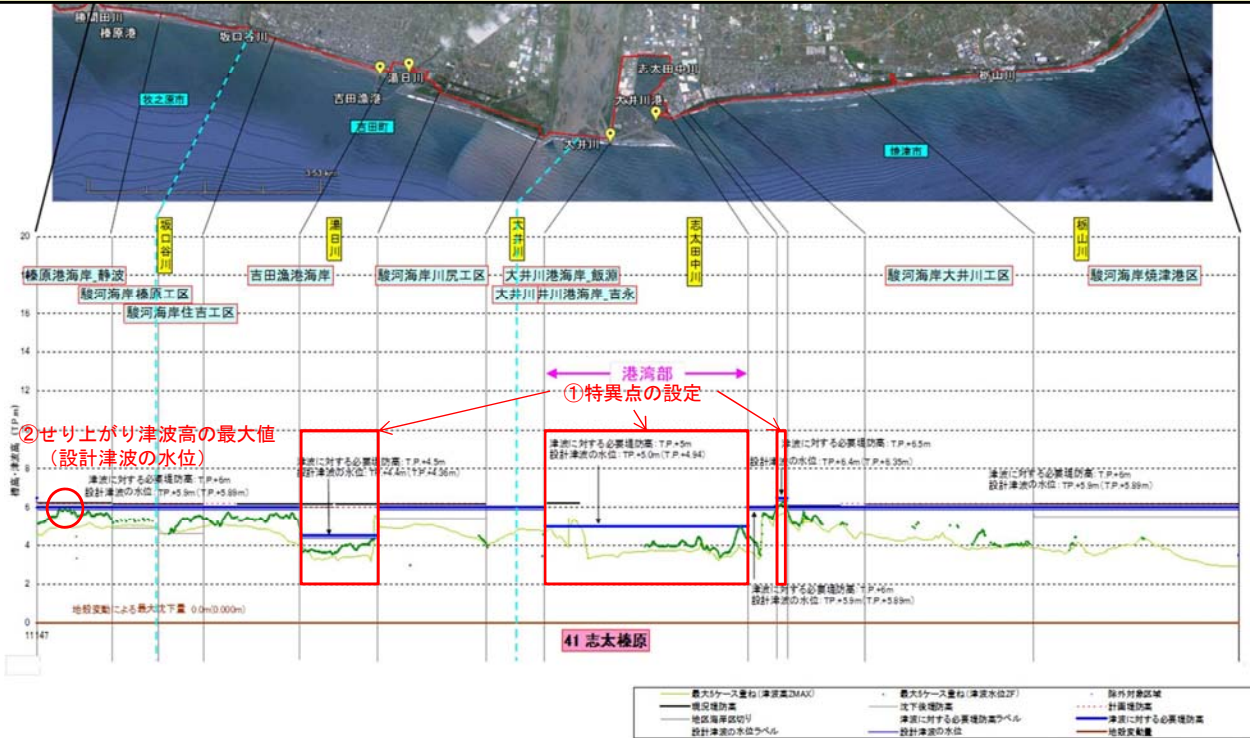 勝間田川
榛原港
坂口谷川
牧之原市
湯日川
吉田漁港
吉田町
大井川
志太田中川
大井川港
栃山川
焼津市
3.53 km
坂口谷川
湯日川
大井川
志太田中川
栃山川
榛原港海岸_静波
吉田漁港海岸
駿河海岸川尻工区
大井川港海岸_飯淵
駿河海岸大井川工区
駿河海岸焼津港区
駿河海岸榛原工区
大井川
井川港海岸_吉永
駿河海岸住吉工区
港湾部
①特異点の設定
②せり上がり津波高の最大値
（設計津波の水位）
津波に対する必要堤防高：T.P.+6m
設計津波の水位：T.P.+5.9m(T.P.+5.89m)
津波に対する必要堤防高：T.P.+4.5m
設計津波の水位：T.P.+4.4m(T.P.+4.36m)
津波に対する必要堤防高：T.P.+5m
設計津波の水位：T.P.+5.0m(T.P.+4.94)
津波に対する必要堤防高：T.P.+6.5m
設計津波の水位：T.P.+6.4m(T.P.+6.35m)
津波に対する必要堤防高：T.P.+6m
設計津波の水位：T.P.+5.9m(T.P.+5.89m)
津波に対する必要堤防高：T.P.+6m
設計津波の水位：T.P.+5.9m(T.P.+5.89m)
標高・津波高（T.P.m）
20
18
16
14
12
10
8
6
4
2
0
地殻変動による最大沈下量 0.0m(0.000m)
11147
41 志太榛原
最大5ケース重ね(津波高ZMAX)
最大5ケース重ね(津波水位ZF)
除外対象区域
現況堤防高
沈下後堤防高
計画堤防高
地区海岸区切り
津波に対する必要堤防高ラベル
津波に対する必要堤防高
設計津波の水位ラベル
設計津波の水位
地殻変動量